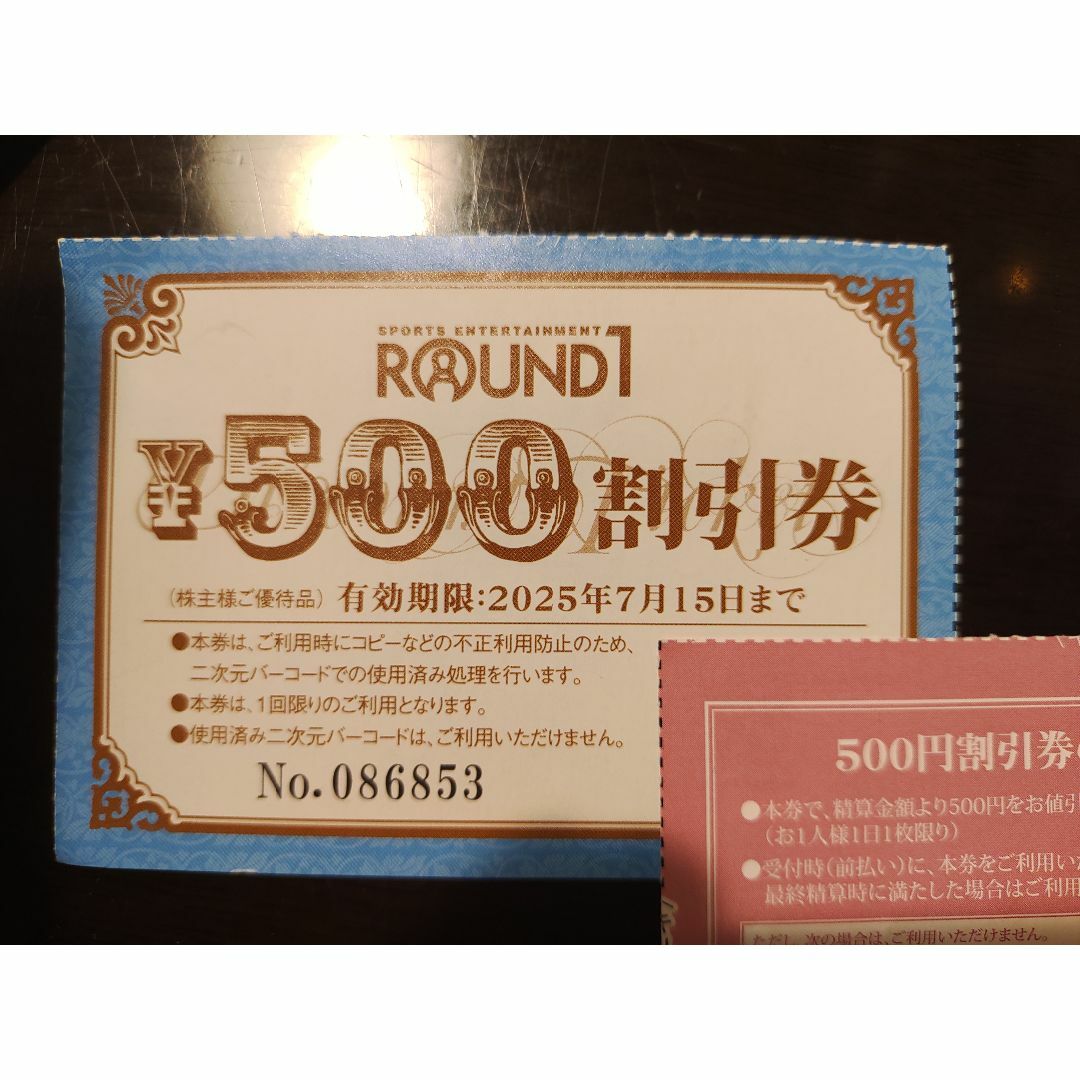 SPORTS ENTERTAINMENT
ROUND1
¥500割引券
(株主様ご優待品) 有効期限:2025年7月15日まで
●本券は、ご利用時にコピーなどの不正利用防止のため、
二次元バーコードでの使用済み処理を行います。
●本券は、1回限りのご利用となります。
●使用済み二次元バーコードは、ご利用いただけません。
No.086853
500円割引券
●本券で、精算金額より500円をお値引
(お1人様1日1枚限り)
●受付時(前払い)に、本券をご利用い
最終精算時に満たした場合はご利用
ただし、次の場合は、ご利用いただけません。